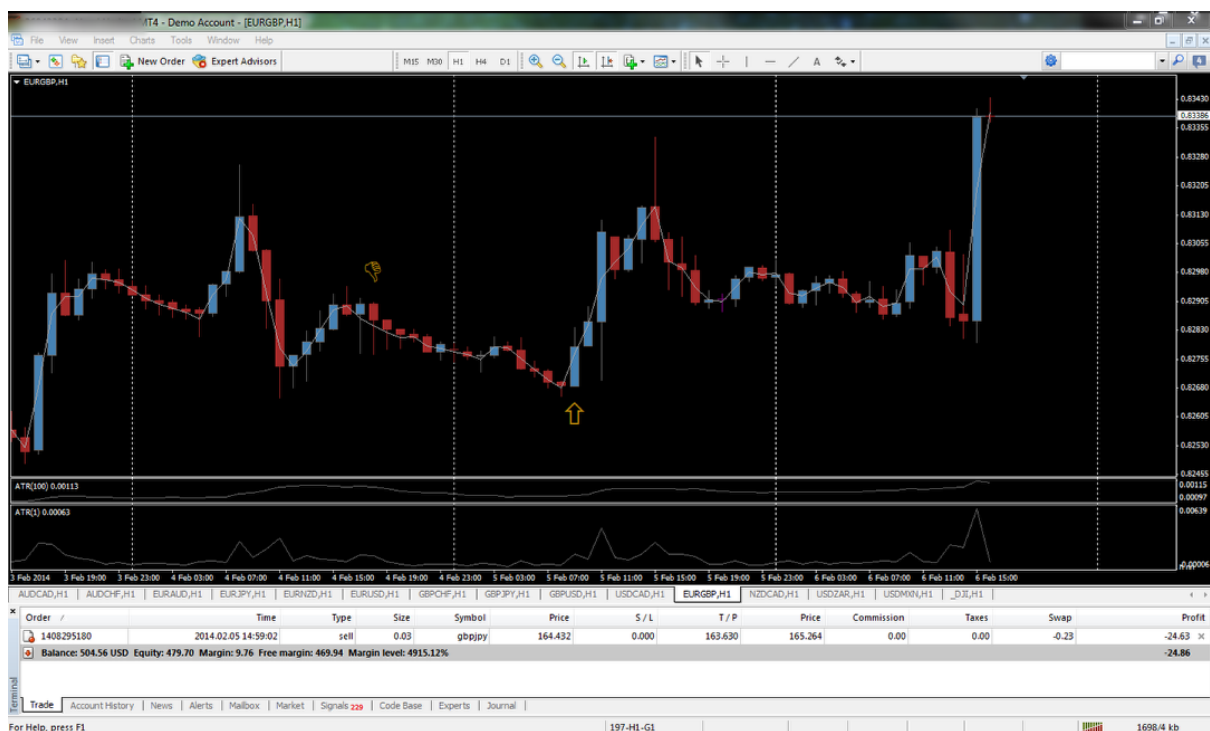 MT4 - Demo Account - [EURGBP,H1]
File View Insert Charts Tools Window Help
New Order Expert Advisors M15 M30 H1 H4 D1 A 4
EURGBP,H1
0.83430
0.83386
0.83355
0.83280
0.83205
0.83130
0.83055
0.82980
0.82905
0.82830
0.82755
0.82680
0.82605
0.82530
0.82455
ATR(100) 0.00113
0.00115
0.00097
ATR(1) 0.00063
0.00639
0.00006
3 Feb 2014 3 Feb 19:00 3 Feb 23:00 4 Feb 03:00 4 Feb 07:00 4 Feb 11:00 4 Feb 15:00 4 Feb 19:00 4 Feb 23:00 5 Feb 03:00 5 Feb 07:00 5 Feb 11:00 5 Feb 15:00 5 Feb 19:00 5 Feb 23:00 6 Feb 03:00 6 Feb 07:00 6 Feb 11:00 6 Feb 15:00
AUDCAD,H1 | AUDCHF,H1 | EURAUD,H1 | EURJPY,H1 | EURNZD,H1 | EURUSD,H1 | GBPCHF,H1 | GBPJPY,H1 | GBPUSD,H1 | USDCAD,H1 | EURGBP,H1 | NZDCAD,H1 | USDZAR,H1 | USDMXN,H1 | _DJI,H1
Order / Time Type Size Symbol Price S / L T / P Price Commission Taxes Swap Profit
1408295180 2014.02.05 14:59:02 sell 0.03 gbpjpy 164.432 0.000 163.630 165.264 0.00 0.00 -0.23 -24.63
Balance: 504.56 USD Equity: 479.70 Margin: 9.76 Free margin: 469.94 Margin level: 4915.12% -24.86
Terminal
Trade | Account History | News | Alerts | Mailbox | Market | Signals 229 | Code Base | Experts | Journal
For Help, press F1 197-H1-G1 1698/4 kb